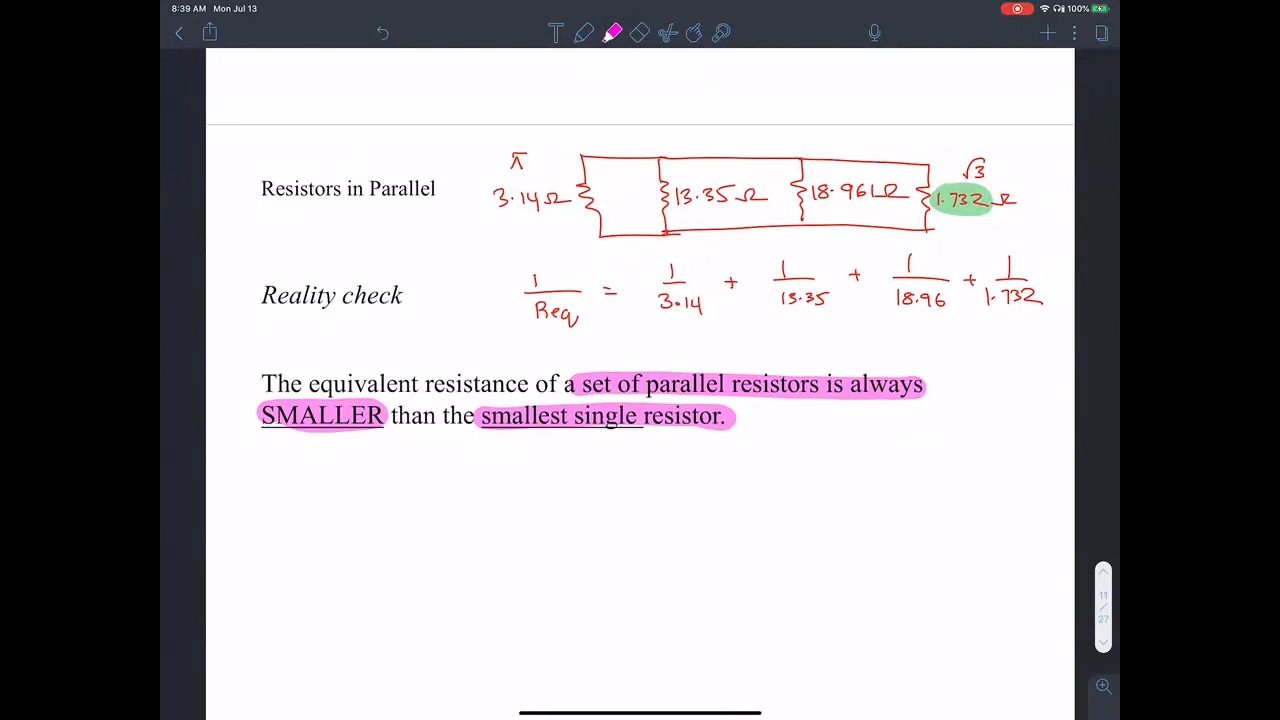 8:39 AM Mon Jul 13
100%
π √3
Resistors in Parallel
3.14Ω 13.35Ω 18.961Ω 1.732Ω
Reality check
1/Req = 1/3.14 + 1/13.35 + 1/18.96 + 1/1.732
The equivalent resistance of a set of parallel resistors is always
SMALLER than the smallest single resistor.
11
/
27